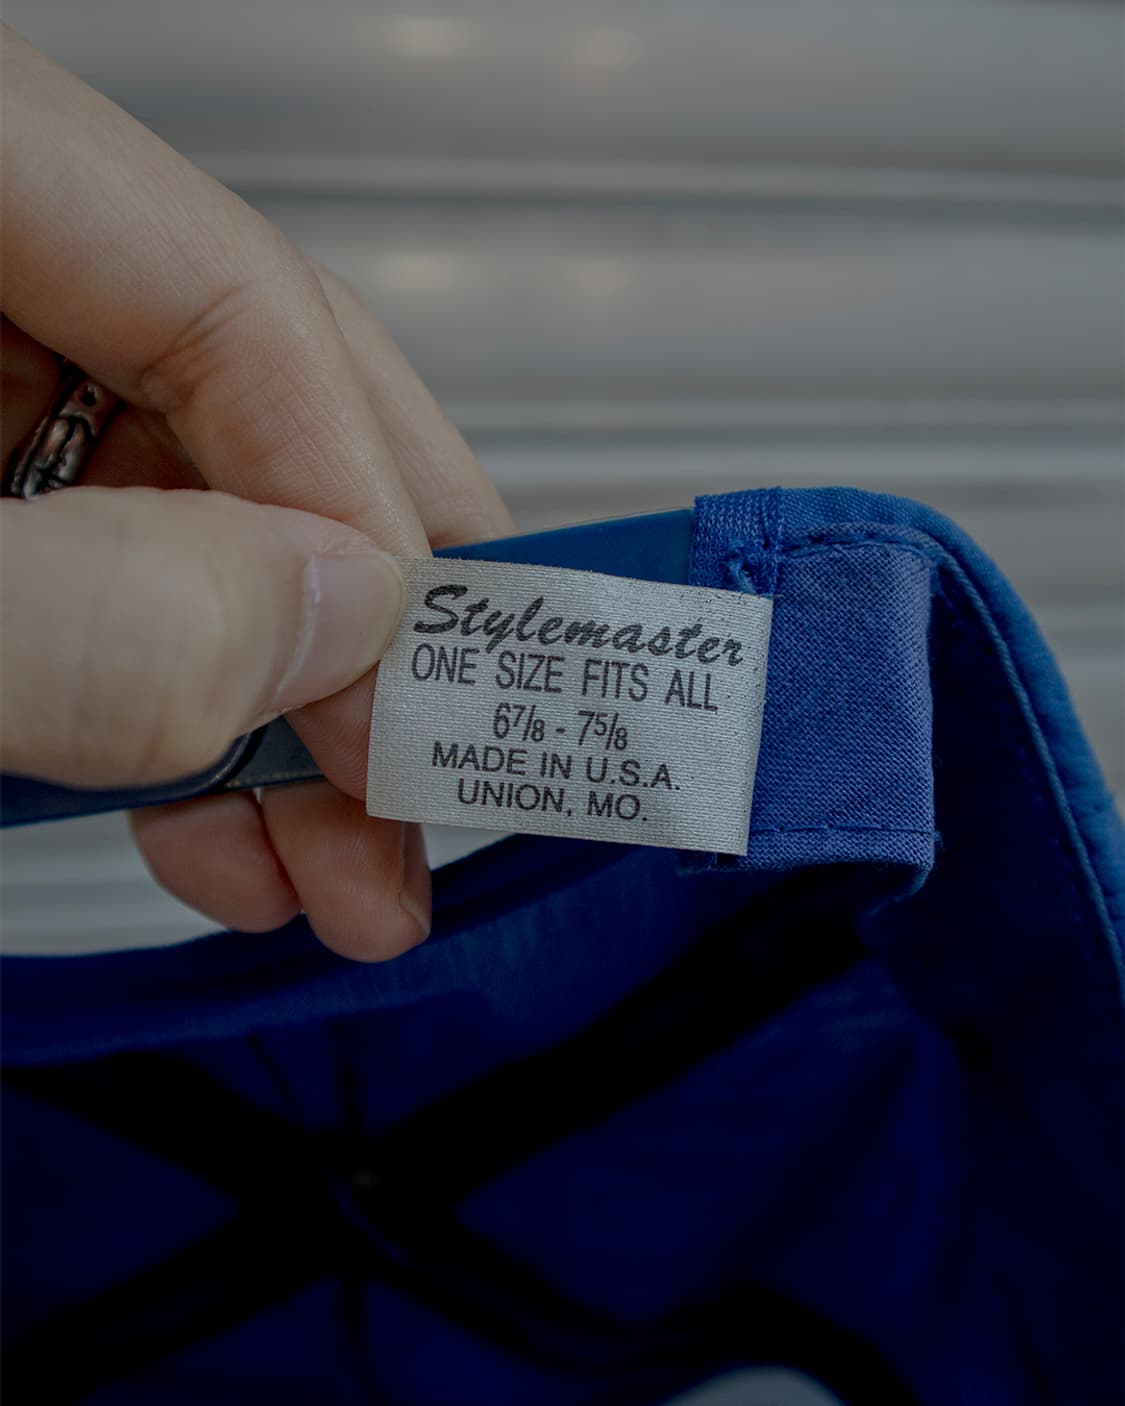 Stylemaster
ONE SIZE FITS ALL
6⅞ - 7⅝
MADE IN U.S.A.
UNION, MO.